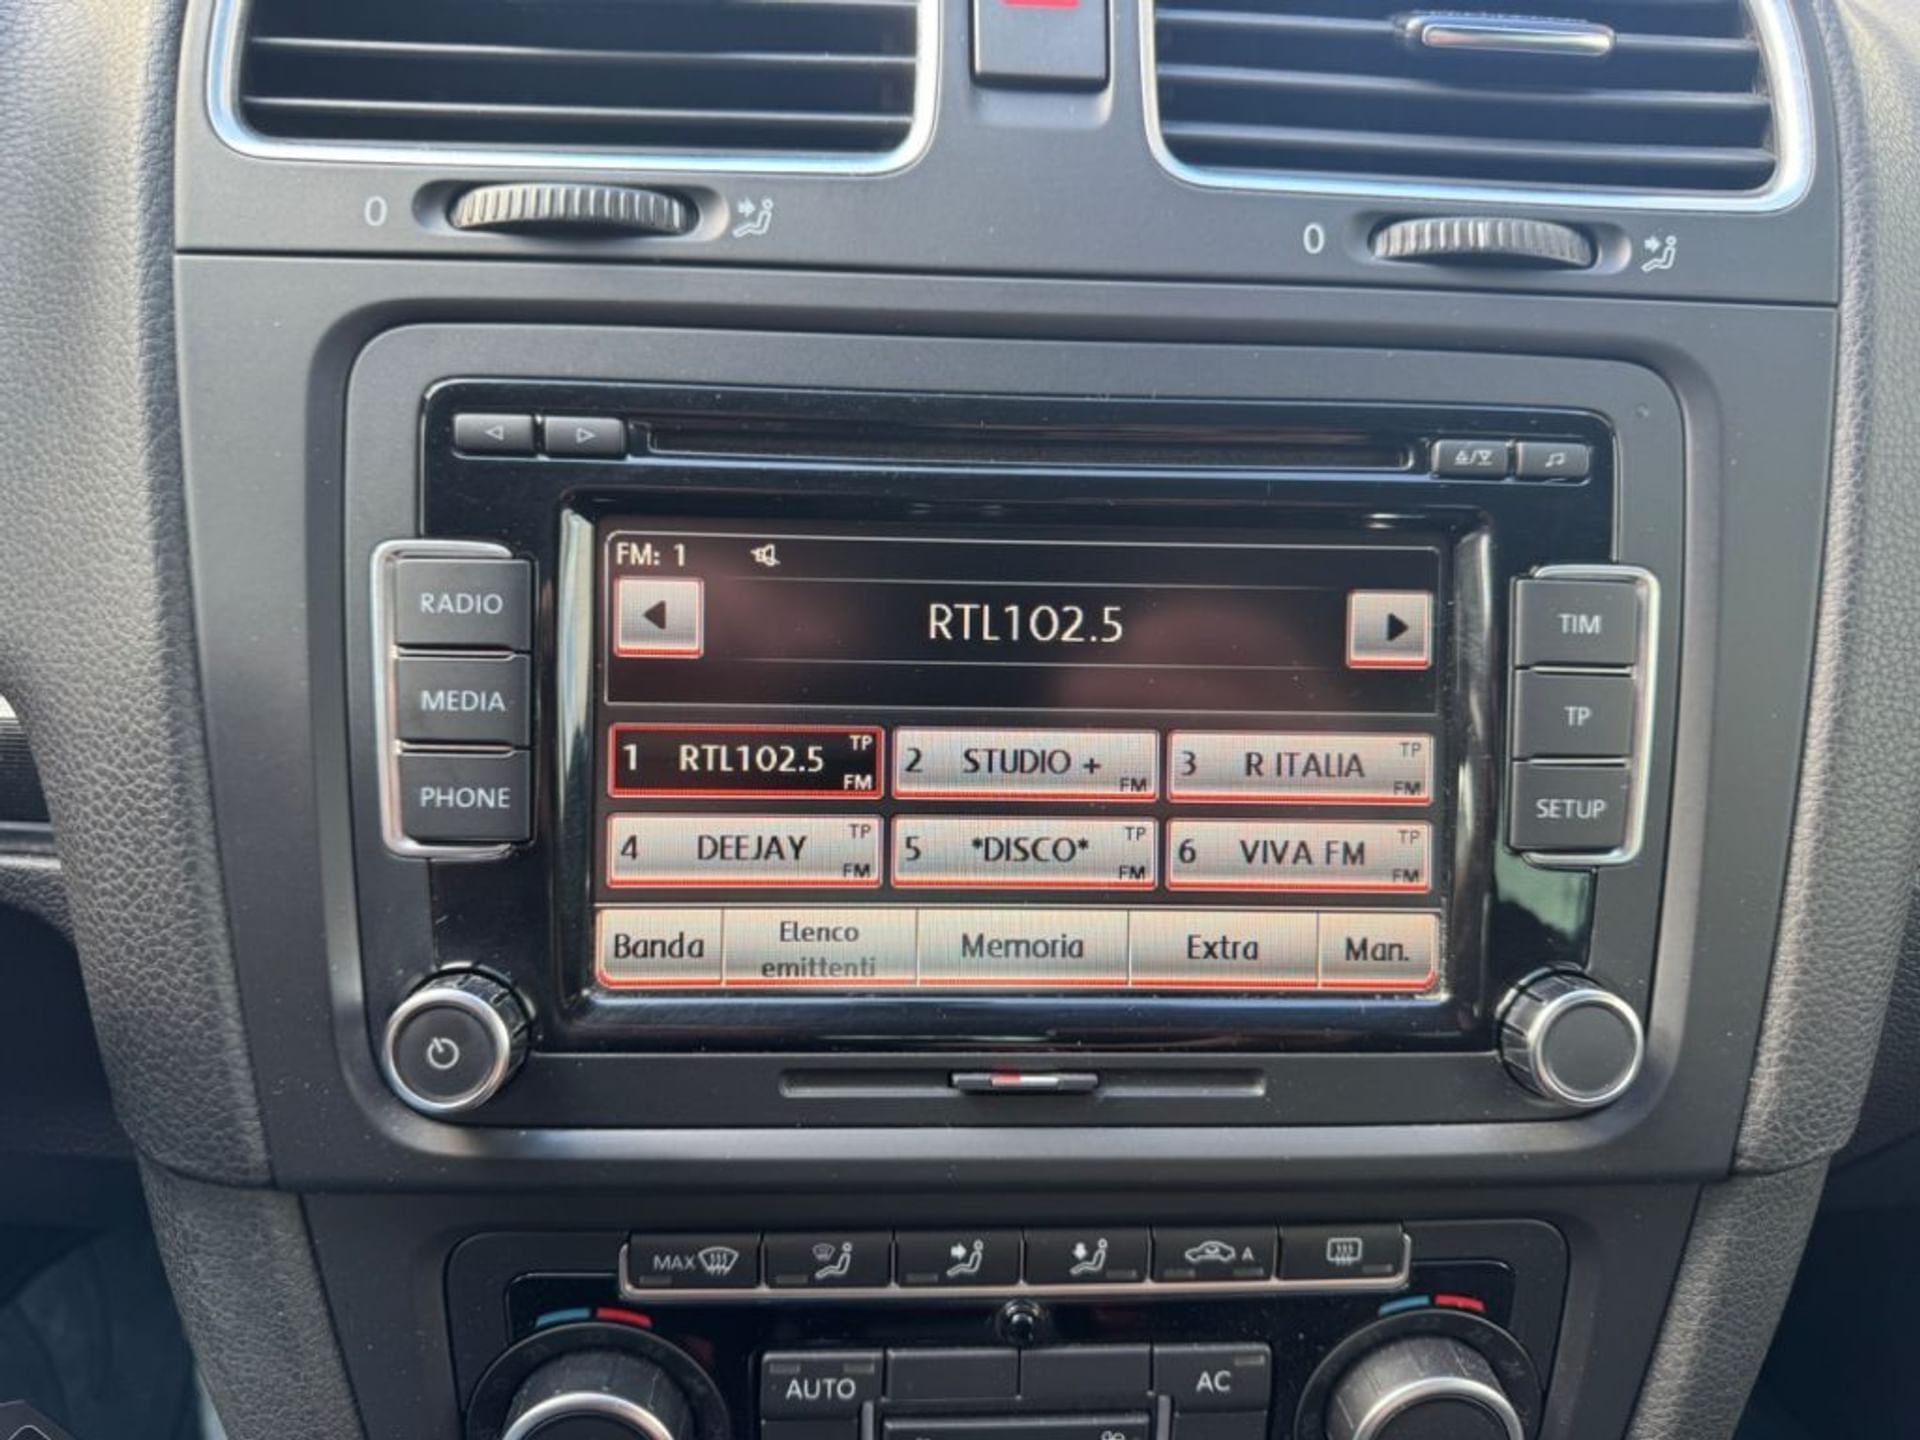 0
0
FM: 1
RADIO
MEDIA
PHONE
RTL102.5
TIM
TP
SETUP
1 RTL102.5 TP FM
2 STUDIO + FM
3 R ITALIA TP FM
4 DEEJAY TP FM
5 *DISCO* TP FM
6 VIVA FM TP FM
Banda
Elenco
emittenti
Memoria
Extra
Man.
MAX
A
AUTO
AC